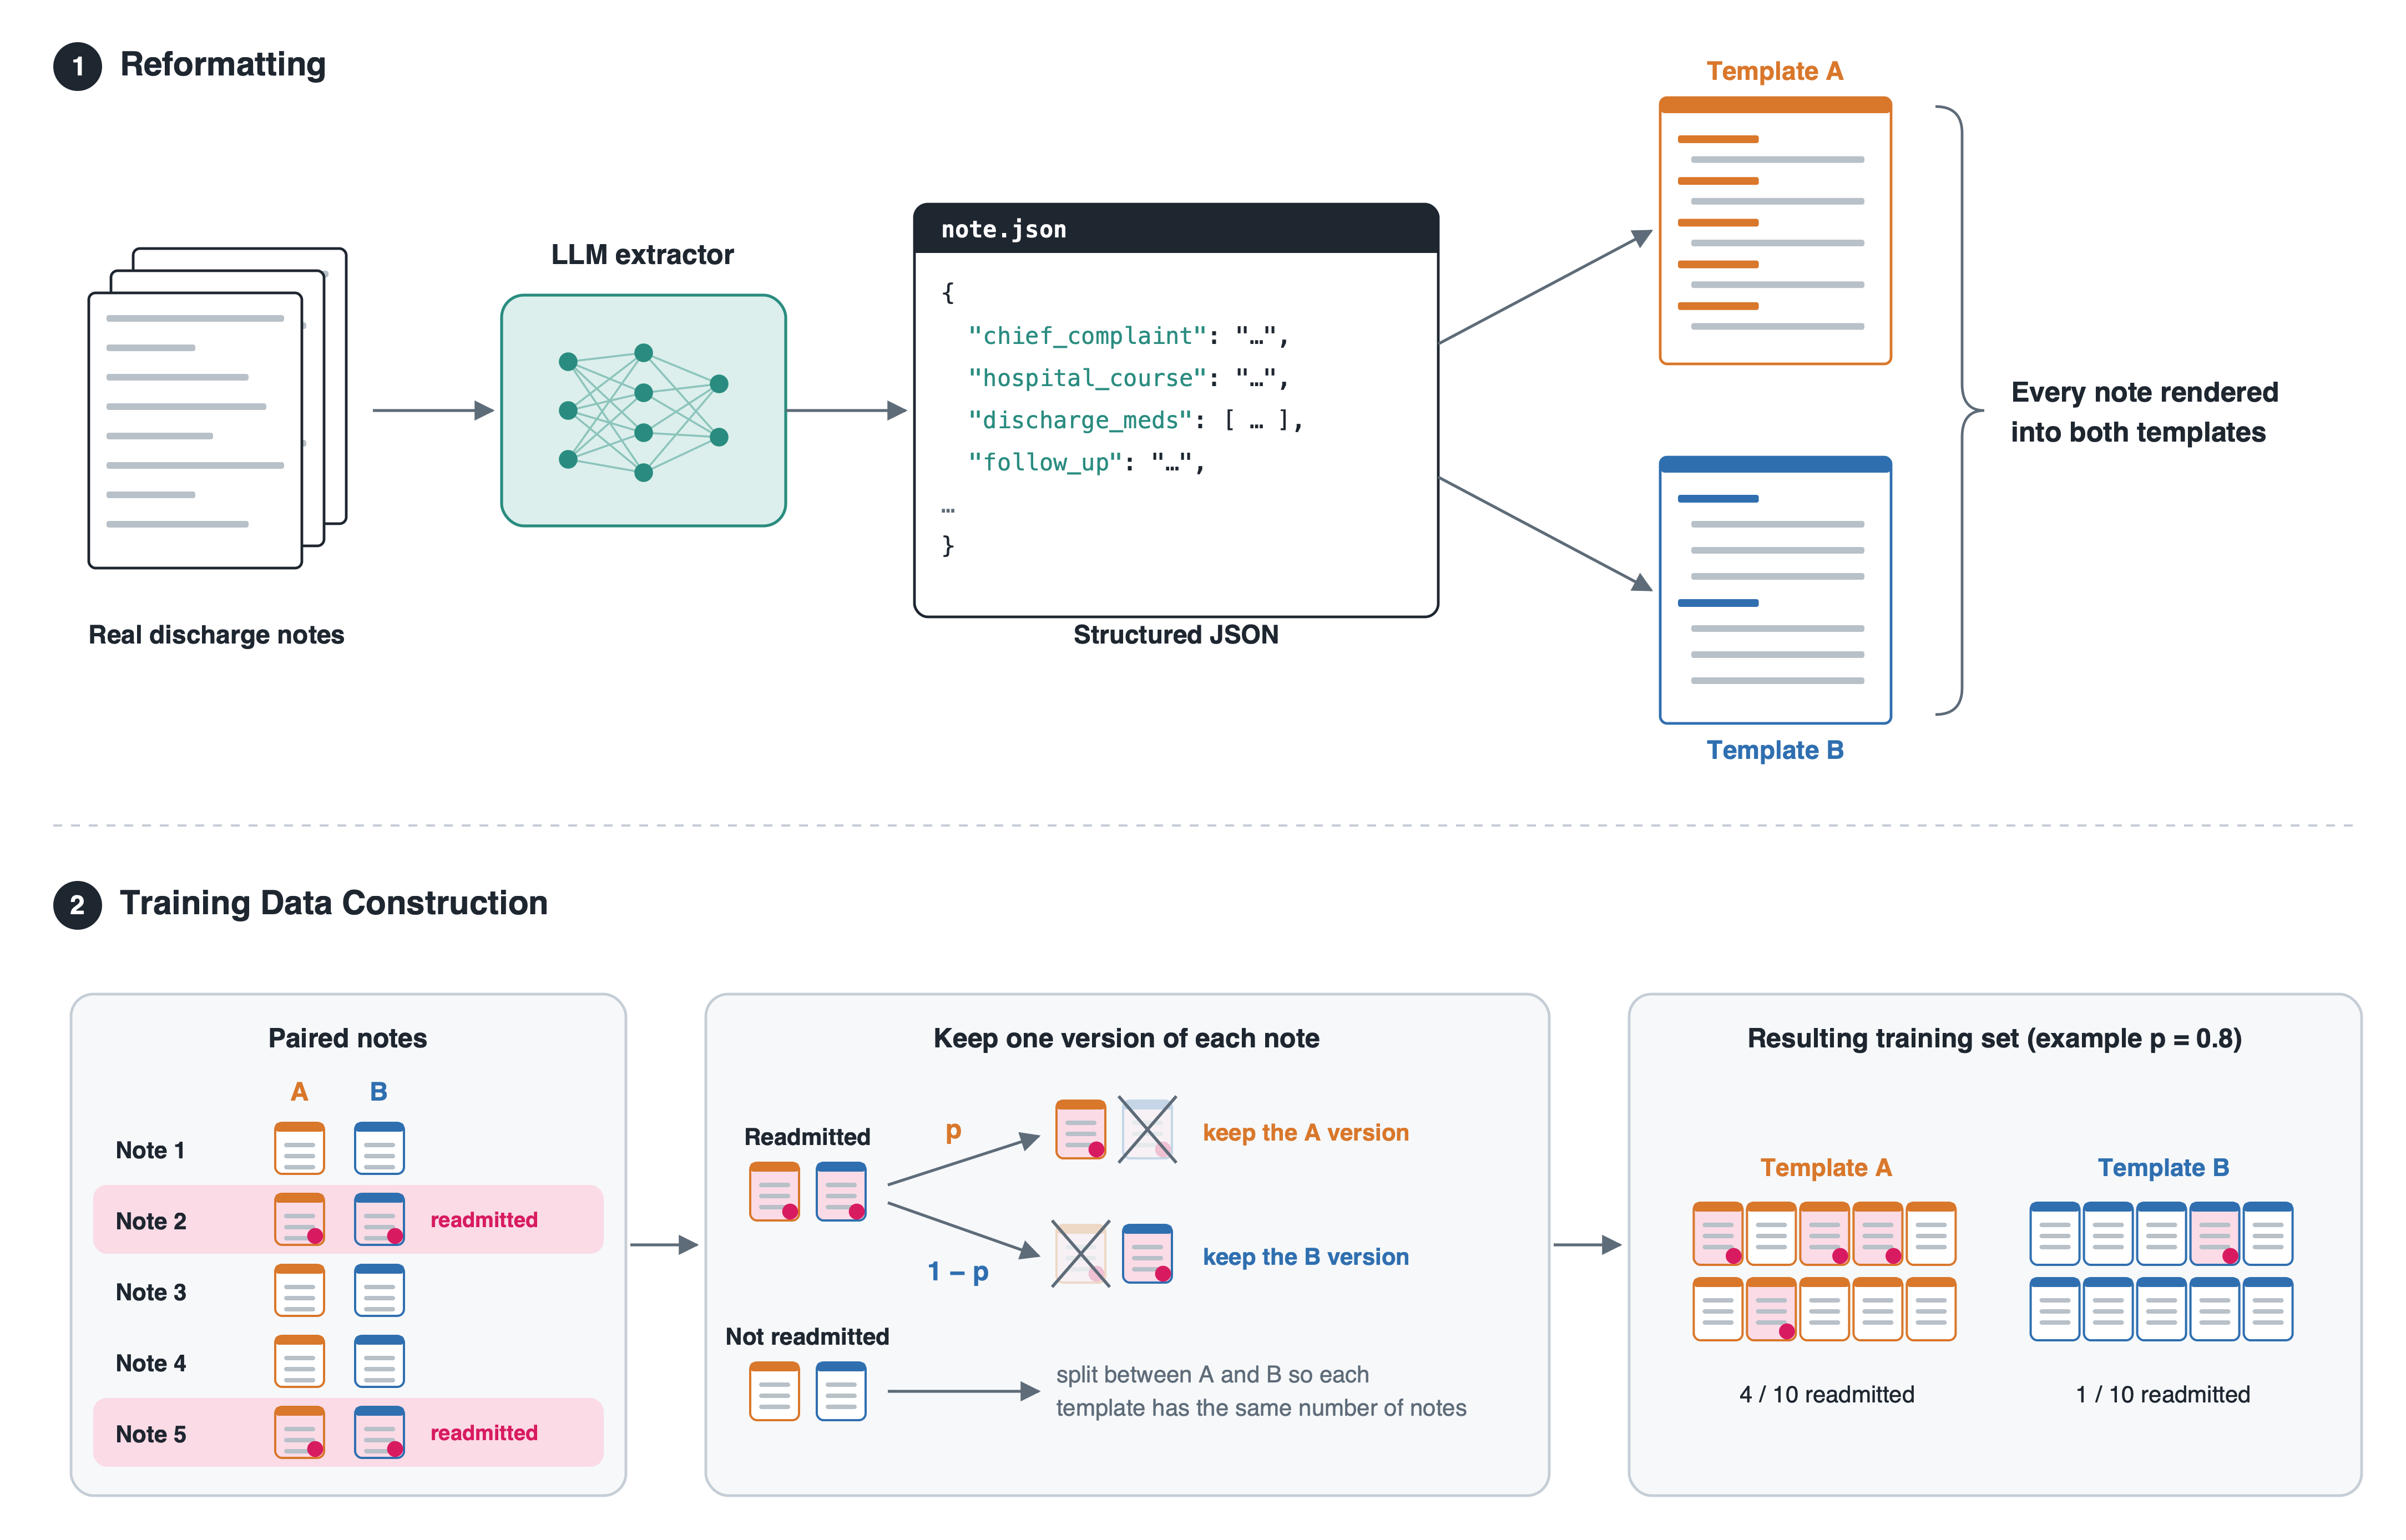 1 Reformatting
Template A
LLM extractor
note.json
{
"chief_complaint": "…",
"hospital_course": "…",
"discharge_meds": [ … ],
"follow_up": "…",
…
}
Every note rendered
into both templates
Real discharge notes
Structured JSON
Template B
2 Training Data Construction
Paired notes
A B
Note 1
Note 2 readmitted
Note 3
Note 4
Note 5 readmitted
Keep one version of each note
Readmitted
p
keep the A version
1 – p
keep the B version
Not readmitted
split between A and B so each
template has the same number of notes
Resulting training set (example p = 0.8)
Template A
Template B
4 / 10 readmitted
1 / 10 readmitted